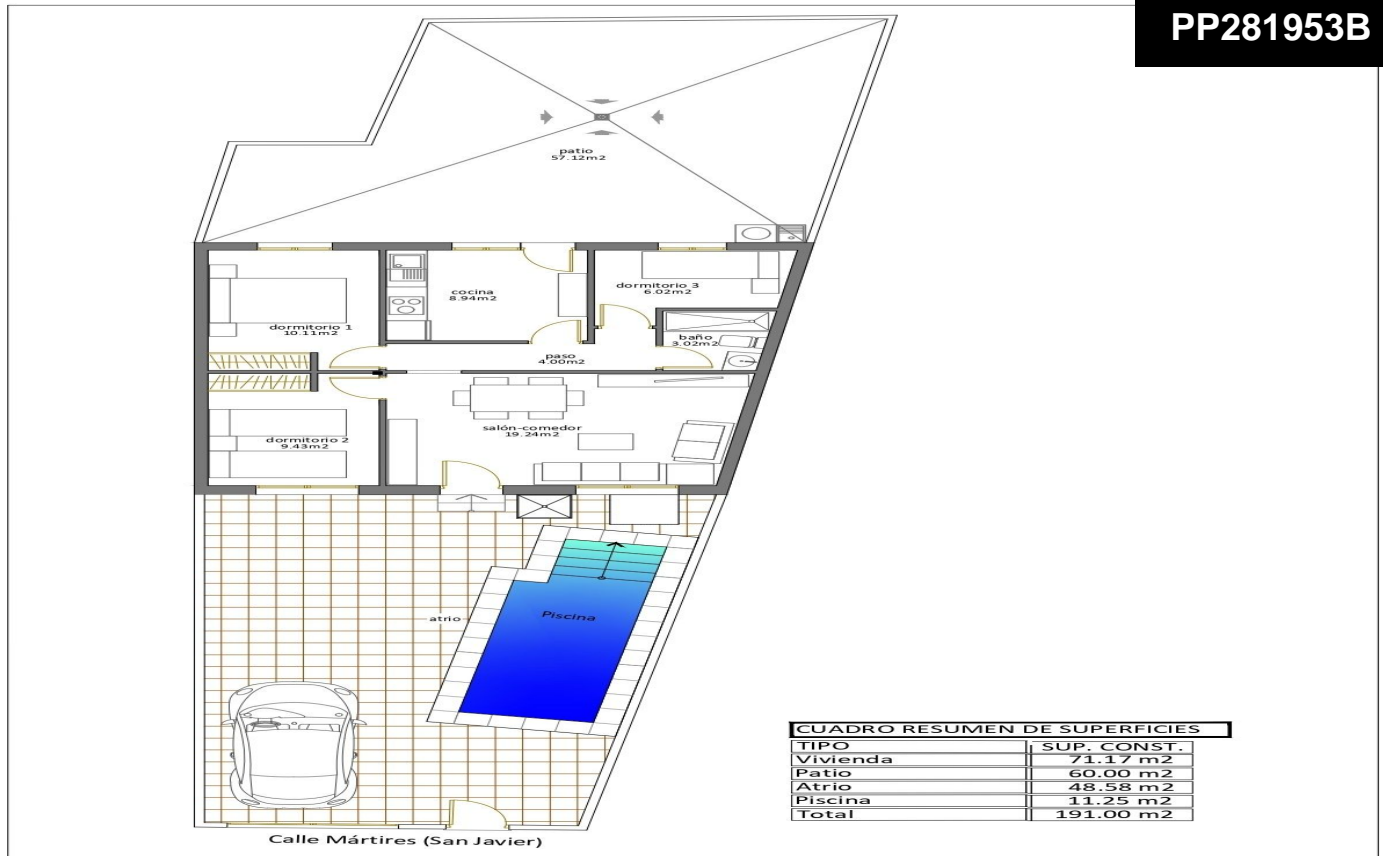 PP281953B
patio
57.12m2
cocina
8.94m2
dormitorio 3
6.02m2
dormitorio 1
10.11m2
baño
3.02m2
paso
4.00m2
salón-comedor
19.24m2
dormitorio 2
9.43m2
atrio
Piscina
CUADRO RESUMEN DE SUPERFICIES
TIPO SUP. CONST.
Vivienda 71.17 m2
Patio 60.00 m2
Atrio 48.58 m2
Piscina 11.25 m2
Total 191.00 m2
Calle Mártires (San Javier)